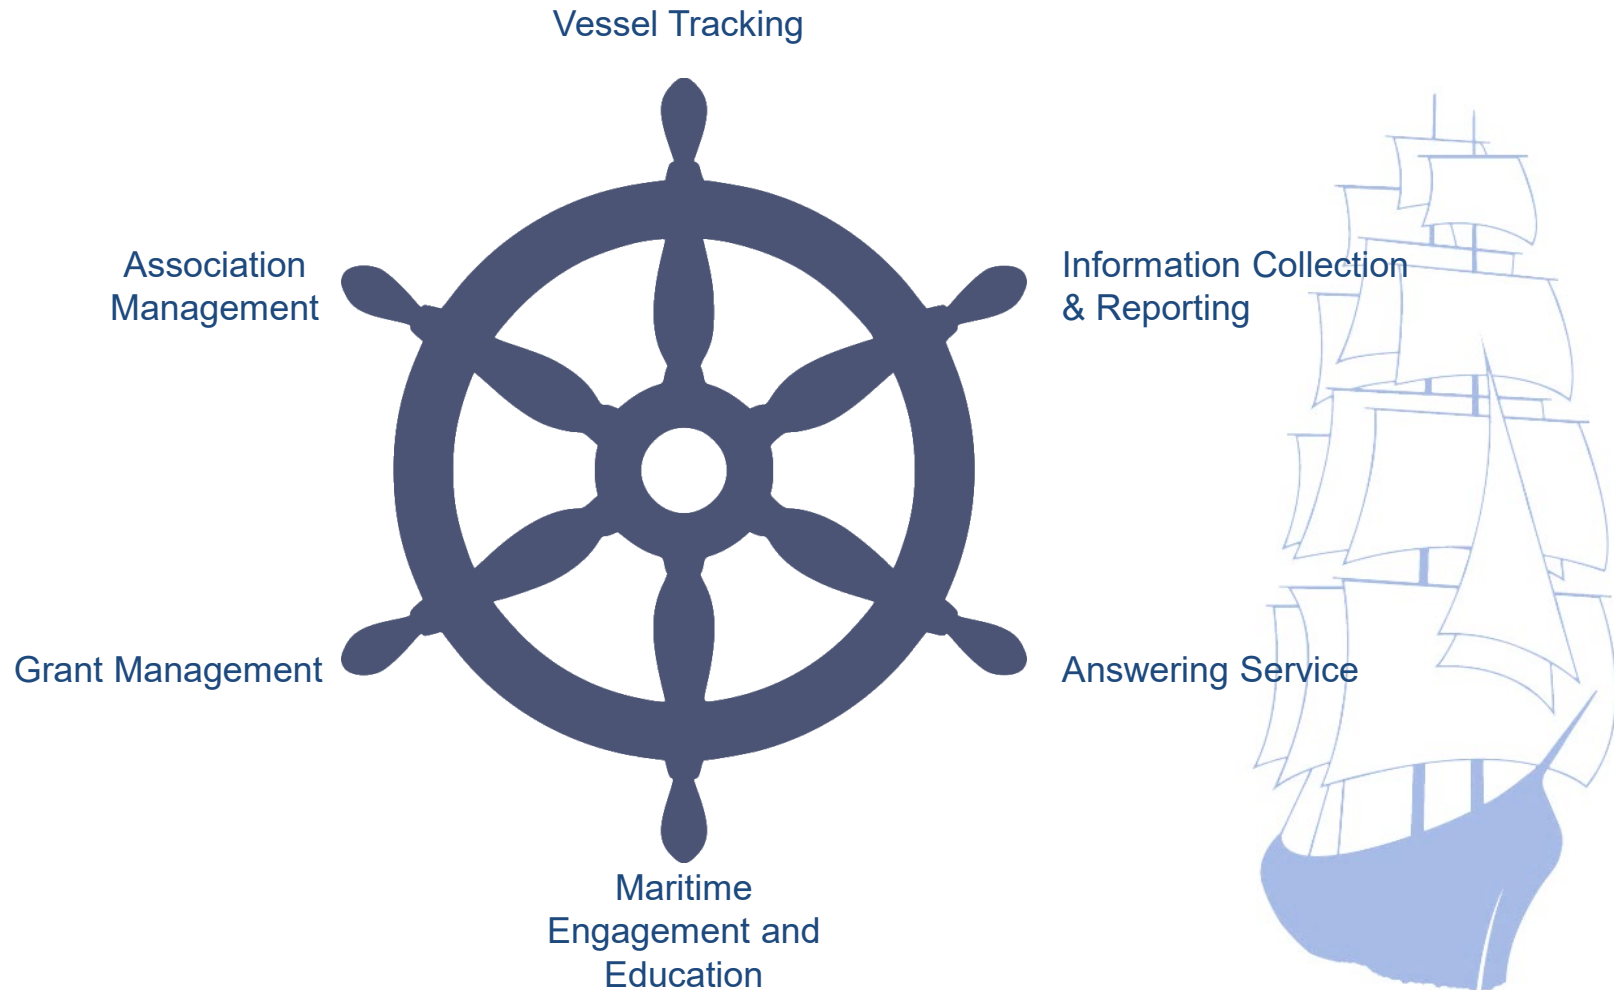 Vessel Tracking
Association
Management
Information Collection
& Reporting
Grant Management
Answering Service
Maritime
Engagement and
Education